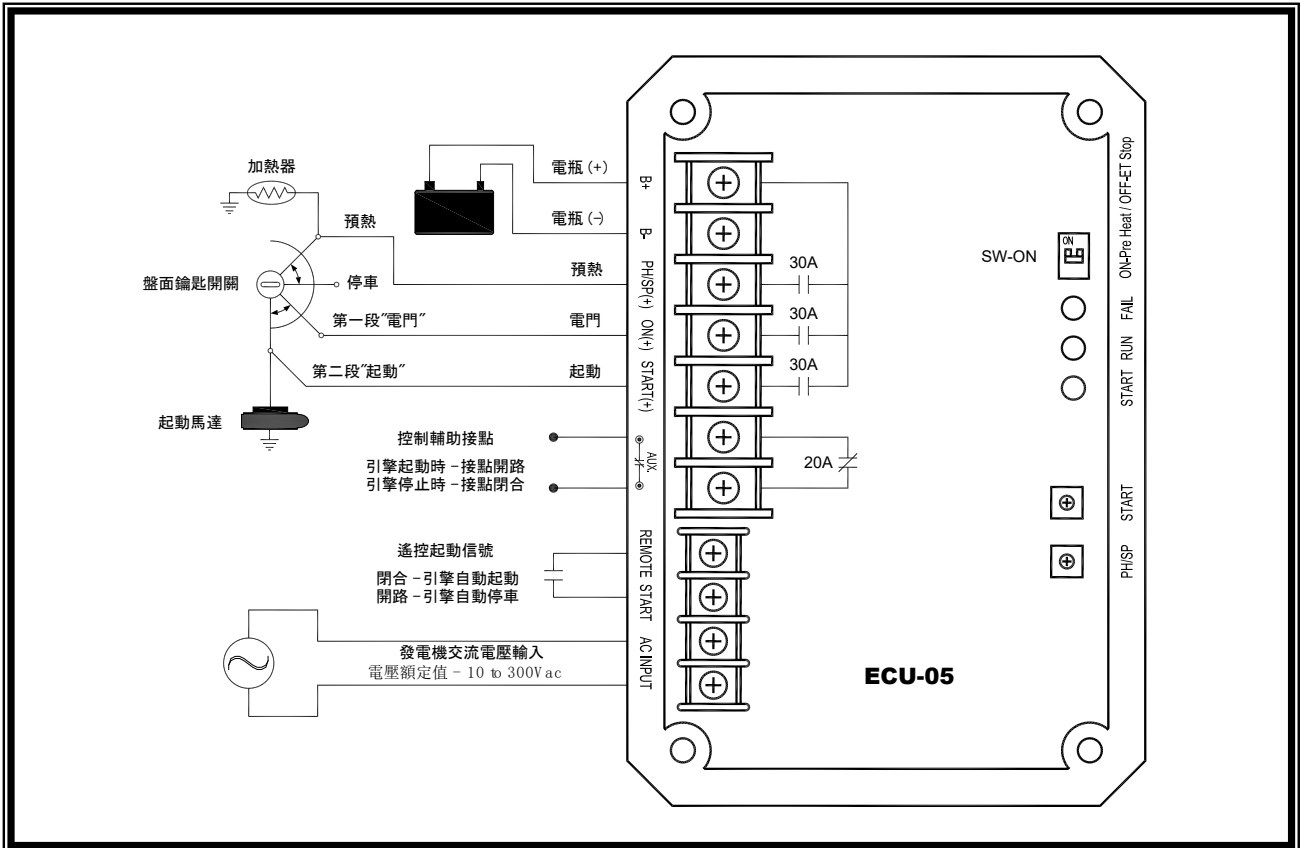 加熱器
預熱
盤面鑰匙開關
停車
第一段"電門"
第二段"起動"
起動馬達
電瓶 (+)
電瓶 (-)
預熱
電門
起動
控制輔助接點
引擎起動時 - 接點開路
引擎停止時 - 接點閉合
遙控起動信號
閉合 - 引擎自動起動
開路 - 引擎自動停車
發電機交流電壓輸入
電壓額定值 - 10 to 300Vac
B+
B-
PH/SP(+)
ON(+)
START(+)
AUX.
REMOTE START
AC INPUT
30A
30A
30A
20A
SW-ON
ON
ON-Pre Heat / OFF-ET Stop
FAIL
RUN
START
START
PH/SP
ECU-05